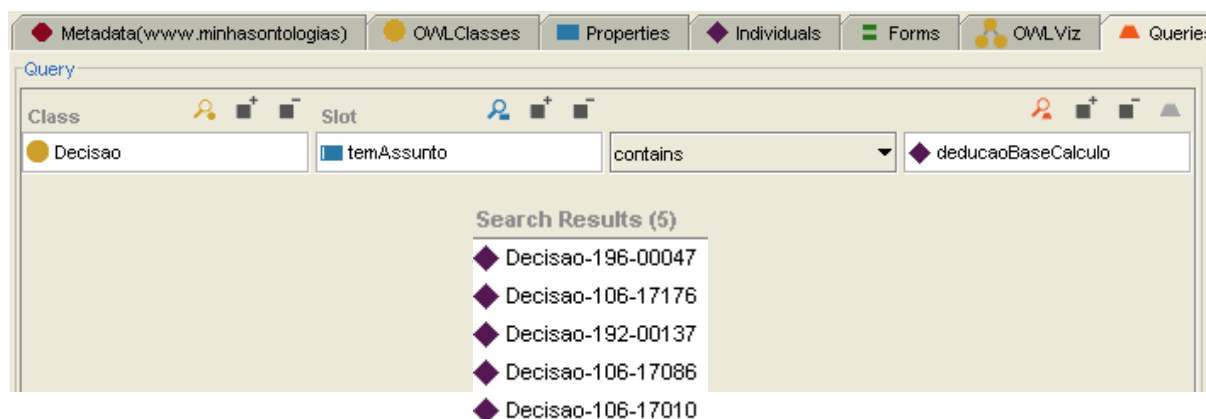 Metadata(wwww.minhasontologias) OWLClasses Properties Individuals Forms OWLViz Queries
Query
Class Slot
Decisao temAssunto contains deducaoBaseCalculo
Search Results (5)
Decisao-196-00047
Decisao-106-17176
Decisao-192-00137
Decisao-106-17086
Decisao-106-17010